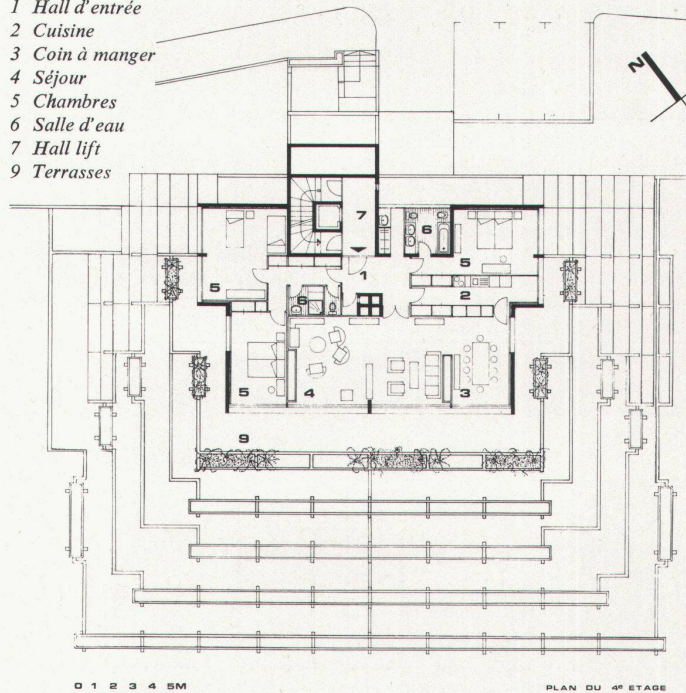 1 Hall d'entrée
2 Cuisine
3 Coin à manger
4 Séjour
5 Chambres
6 Salle d'eau
7 Hall lift
9 Terrasses
N
7
6
5
1
2
5
6
5
4
3
9
0 1 2 3 4 5M
PLAN DU 4e ETAGE